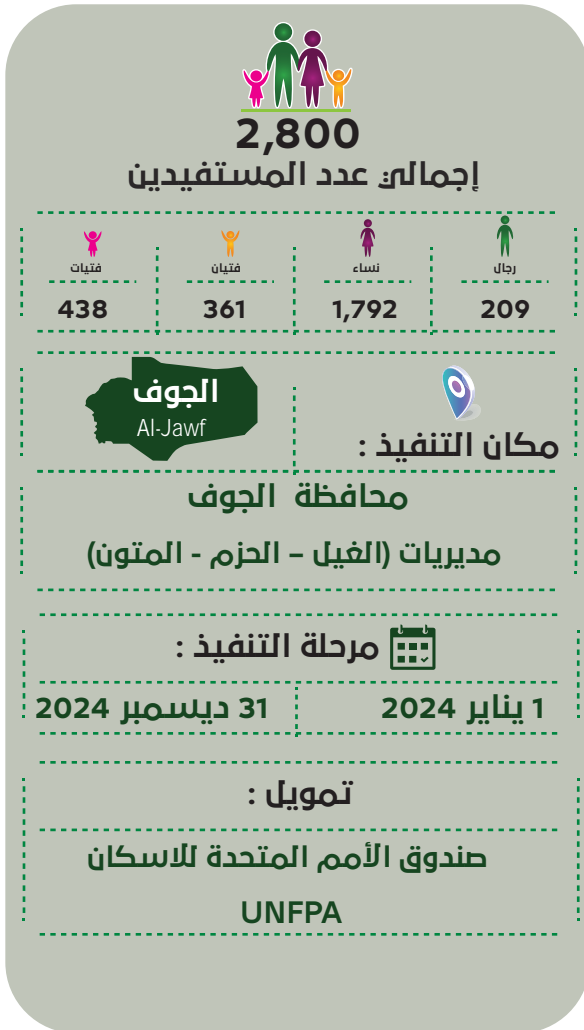 2,800
إجمالي عدد المستفيدين
رجال
نساء
فتيان
فتيات
209
1,792
361
438
الجوف
Al-Jawf
مكان التنفيذ :
محافظة الجوف
مديريات (الغيل – الحزم - المتون)
مرحلة التنفيذ :
1 يناير 2024
31 ديسمبر 2024
تمويل :
صندوق الأمم المتحدة للاسكان
UNFPA